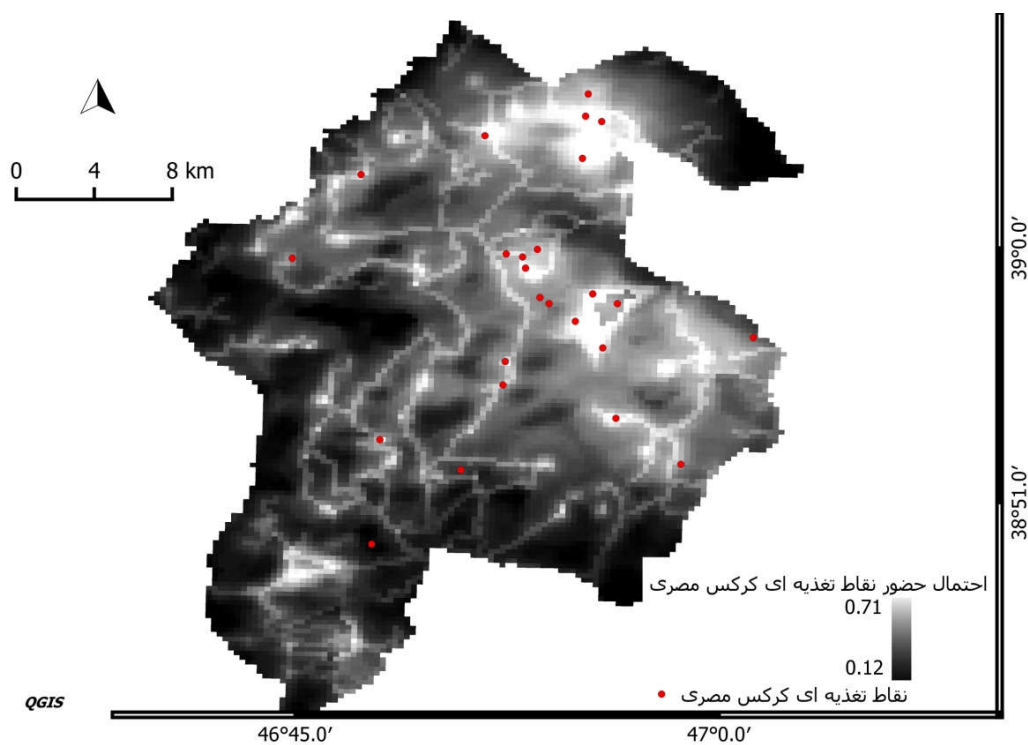 0 4 8 km
39°0.0′
38°51.0′
احتمال حضور نقاط تغذیه ای کرکس مصری
0.71
0.12
نقاط تغذیه ای کرکس مصری
QGIS
46°45.0′ 47°0.0′